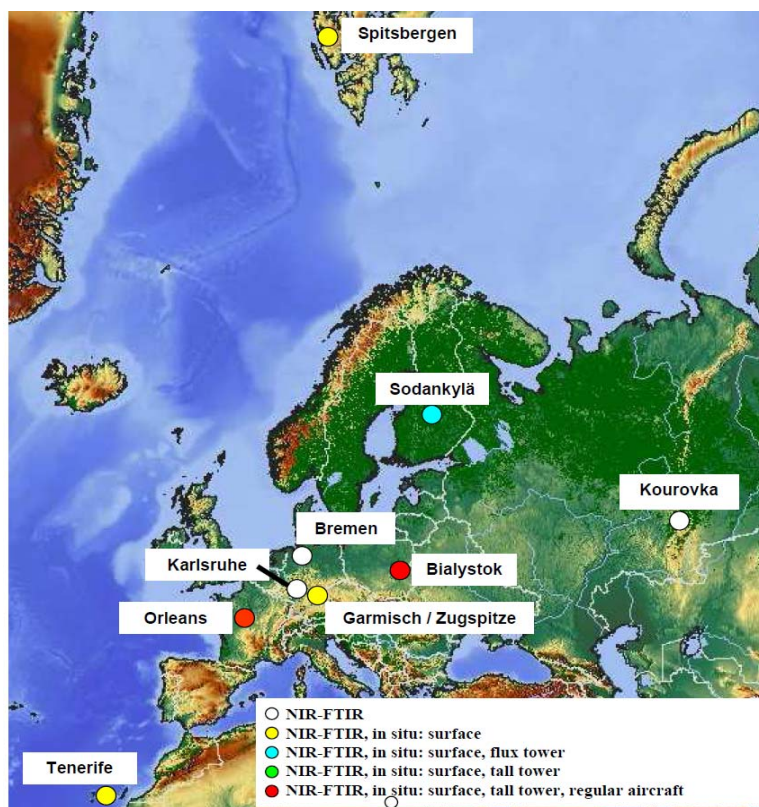 Spitsbergen
Sodankylä
Kourovka
Bremen
Karlsruhe
Bialystok
Orleans
Garmisch / Zugspitze
Tenerife
NIR-FTIR
NIR-FTIR, in situ: surface
NIR-FTIR, in situ: surface, flux tower
NIR-FTIR, in situ: surface, tall tower
NIR-FTIR, in situ: surface, tall tower, regular aircraft